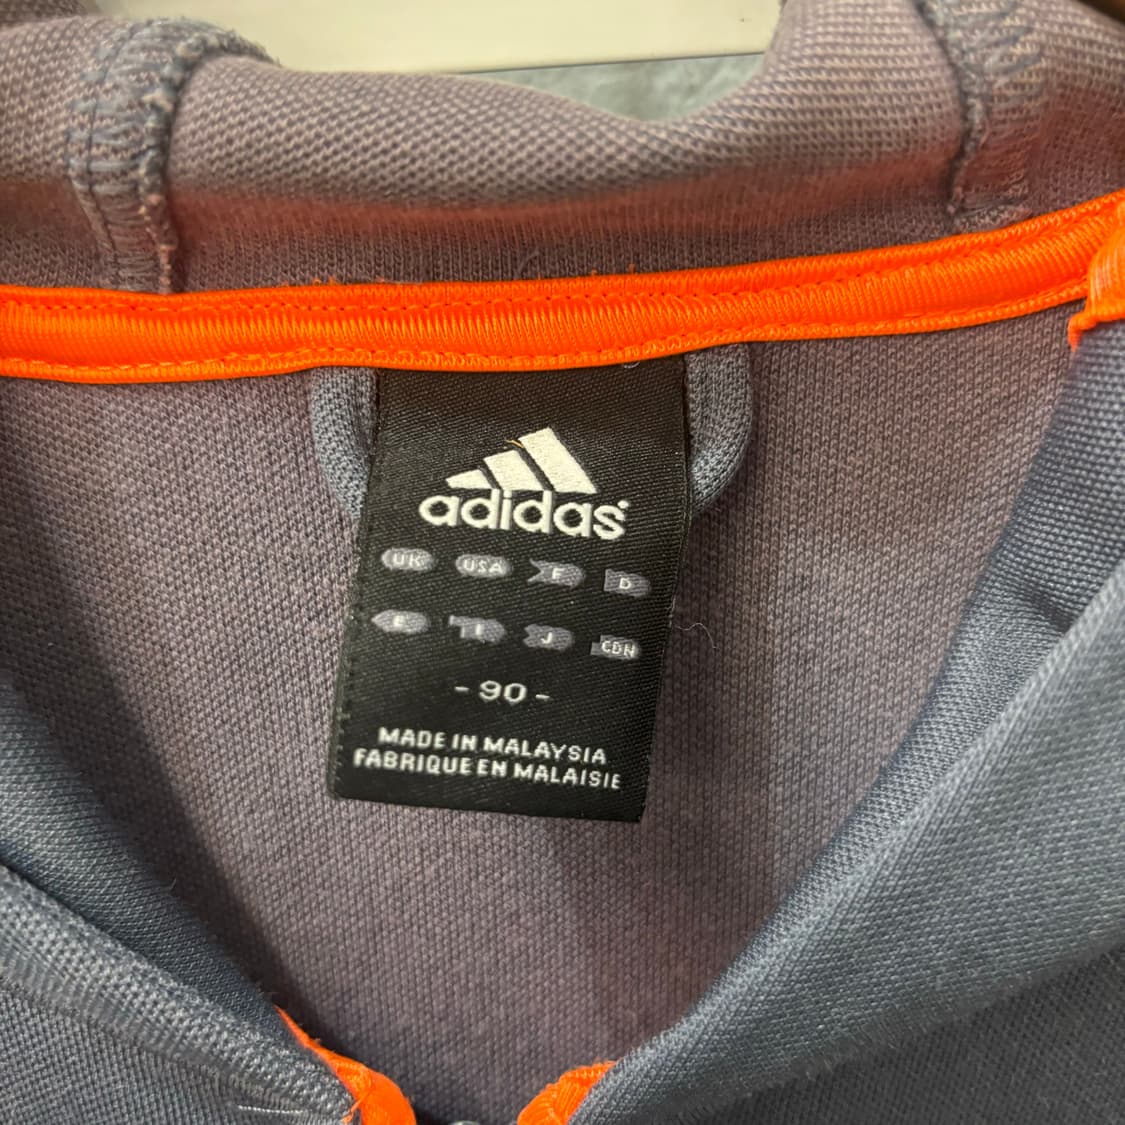 adidas
UK USA F D
E I J CDN
- 90 -
MADE IN MALAYSIA
FABRIQUE EN MALAISIE